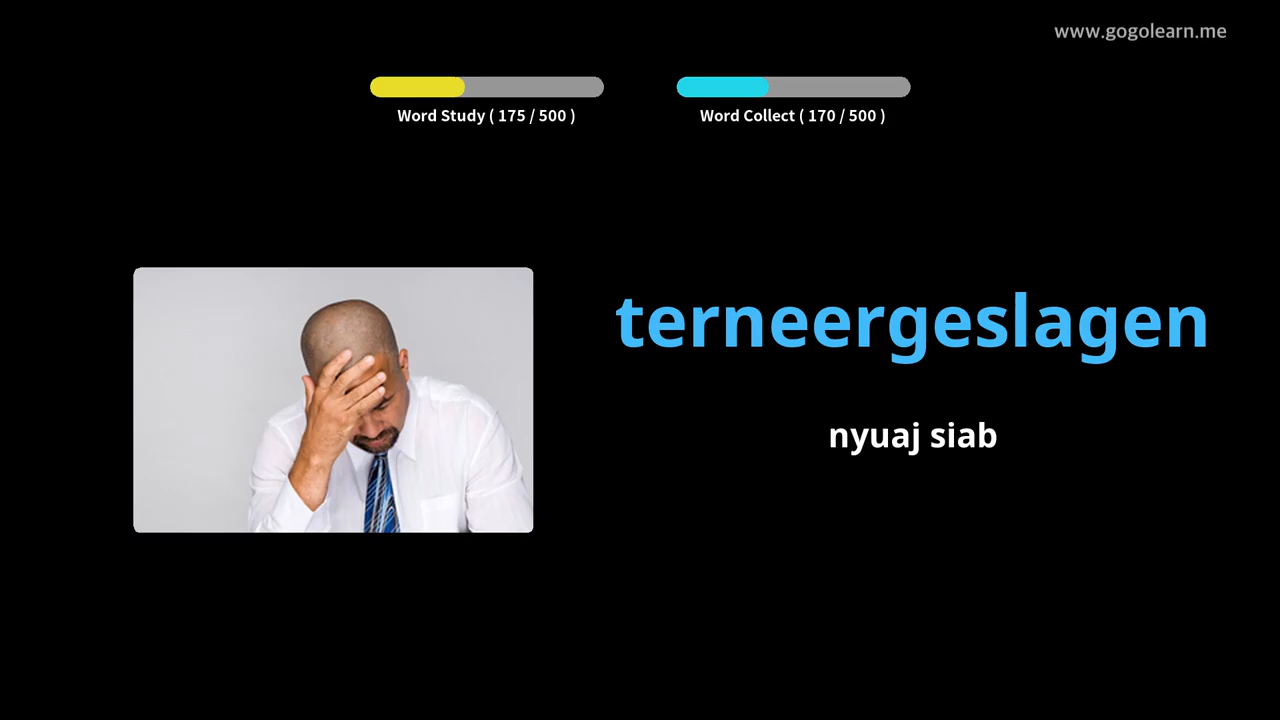 www.gogolearn.me
Word Study ( 175 / 500 )
Word Collect ( 170 / 500 )
terneergeslagen
nyuaj siab